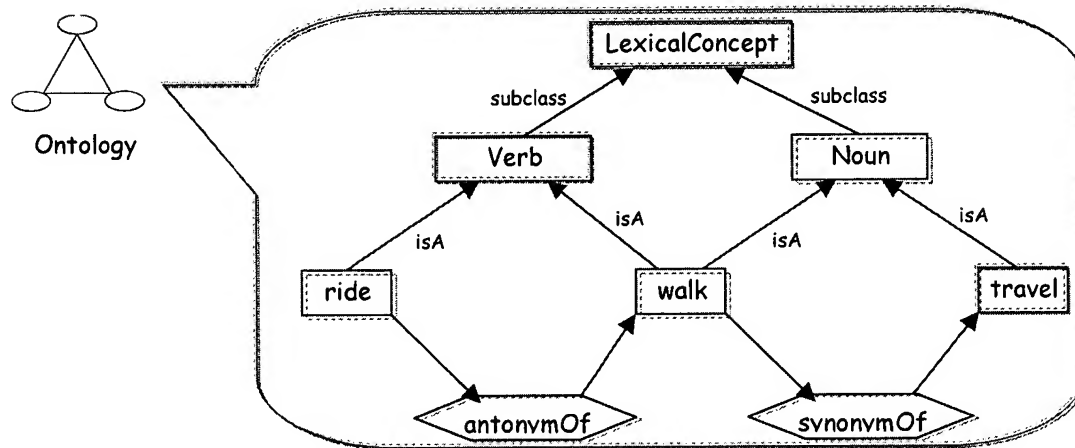 LexicalConcept
subclass
subclass
Ontology
Verb
Noun
isA
isA
isA
isA
ride
walk
travel
antonymOf
synonymOf